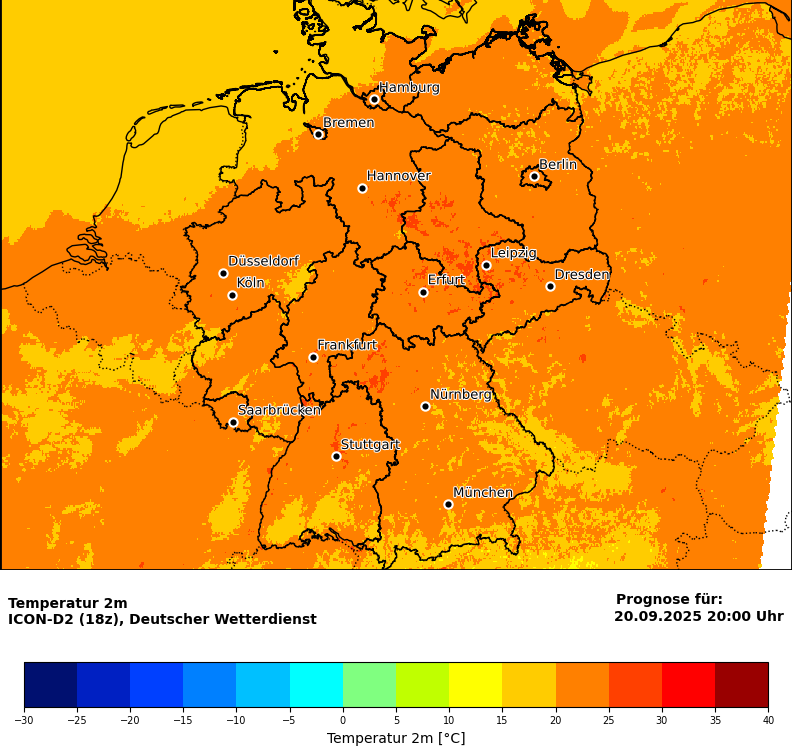 Hamburg
Bremen
Berlin
Hannover
Leipzig
Düsseldorf
Dresden
Köln
Erfurt
Frankfurt
Nürnberg
Saarbrücken
Stuttgart
München
Temperatur 2m
ICON-D2 (18z), Deutscher Wetterdienst
Prognose für:
20.09.2025 20:00 Uhr
−30 −25 −20 −15 −10 −5 0 5 10 15 20 25 30 35 40
Temperatur 2m [°C]